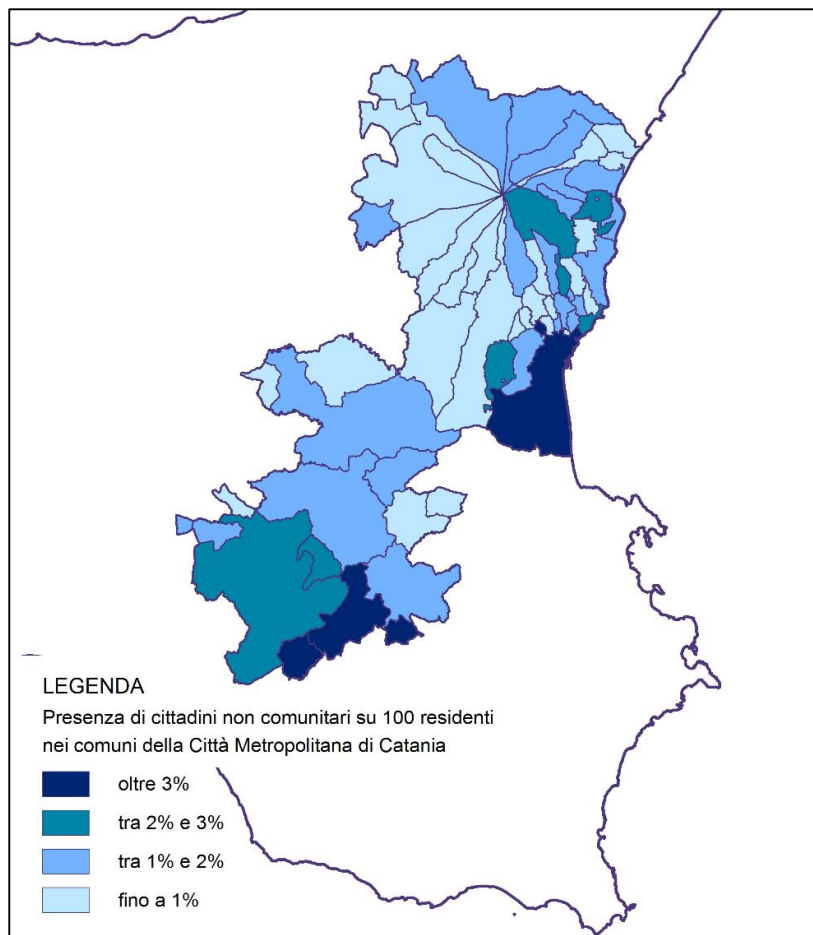 LEGENDA
Presenza di cittadini non comunitari su 100 residenti
nei comuni della Città Metropolitana di Catania
oltre 3%
tra 2% e 3%
tra 1% e 2%
fino a 1%